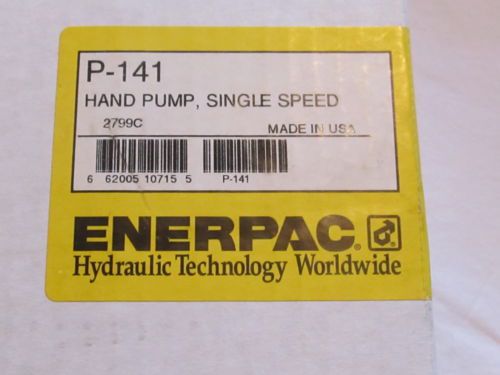 P-141
HAND PUMP, SINGLE SPEED
2799C MADE IN USA
6 62005 10715 5 P-141
ENERPAC®
Hydraulic Technology Worldwide